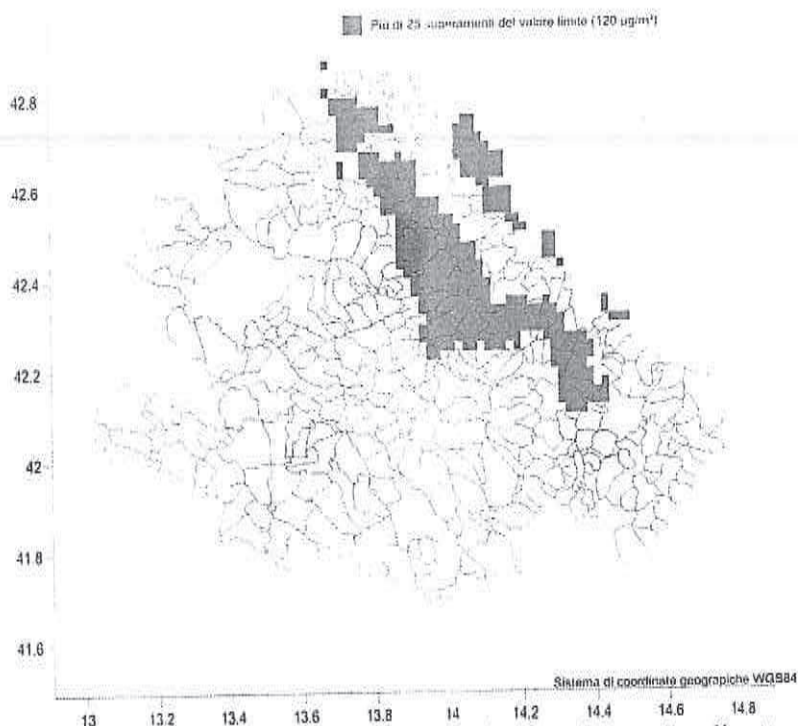 Più di 25 superamenti del valore limite (120 µg/m³)
42.8
42.6
42.4
42.2
42
41.8
41.6
Sistema di coordinate geografiche WGS84
13 13.2 13.4 13.6 13.8 14 14.2 14.4 14.6 14.8